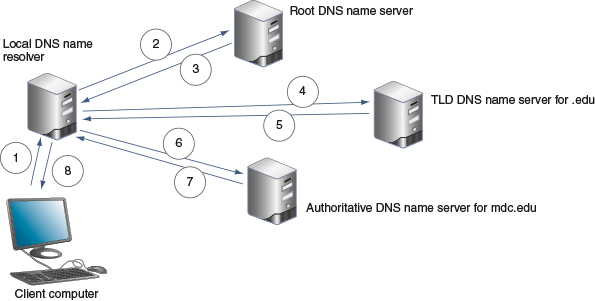 Root DNS name server
Local DNS name
resolver
2
3
4
TLD DNS name server for .edu
5
6
1
8
7
Authoritative DNS name server for mdc.edu
Client computer